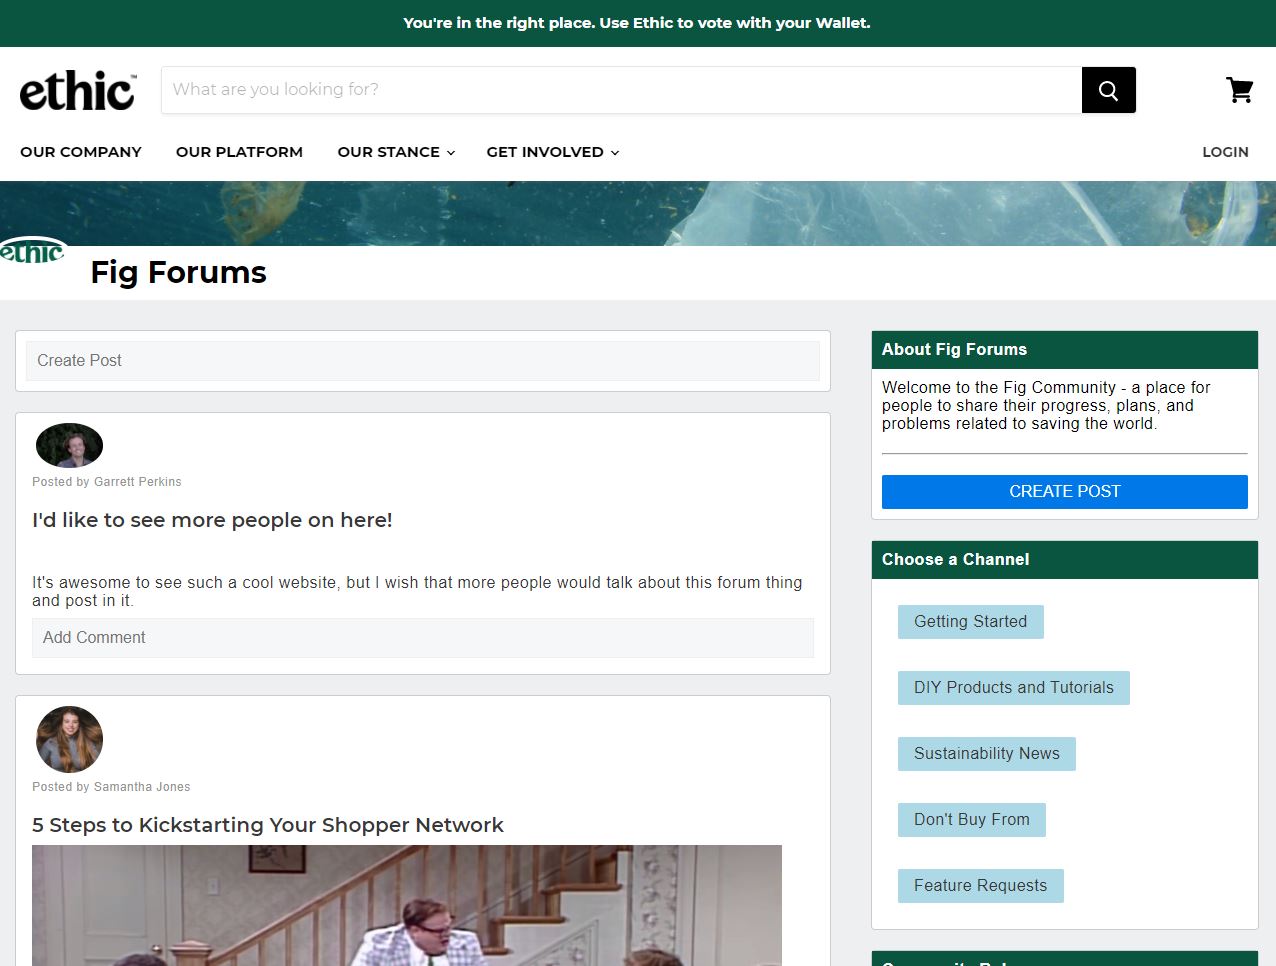 You're in the right place. Use Ethic to vote with your Wallet.
ethic™
What are you looking for?
OUR COMPANY
OUR PLATFORM
OUR STANCE
GET INVOLVED
LOGIN
ethic
Fig Forums
Create Post
Posted by Garrett Perkins
I'd like to see more people on here!
It's awesome to see such a cool website, but I wish that more people would talk about this forum thing
and post in it.
Add Comment
Posted by Samantha Jones
5 Steps to Kickstarting Your Shopper Network
About Fig Forums
Welcome to the Fig Community - a place for
people to share their progress, plans, and
problems related to saving the world.
CREATE POST
Choose a Channel
Getting Started
DIY Products and Tutorials
Sustainability News
Don't Buy From
Feature Requests